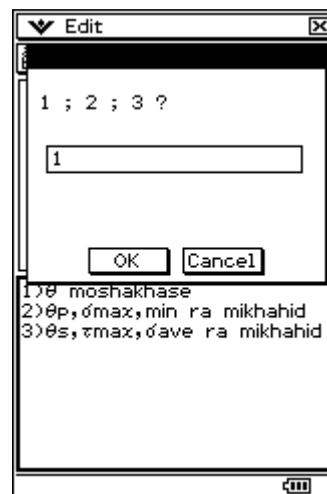 Edit
1 ; 2 ; 3 ?
1
OK Cancel
1)θ moshakhase
2)θp,σmax,min ra mikhahid
3)θs,τmax,σave ra mikhahid